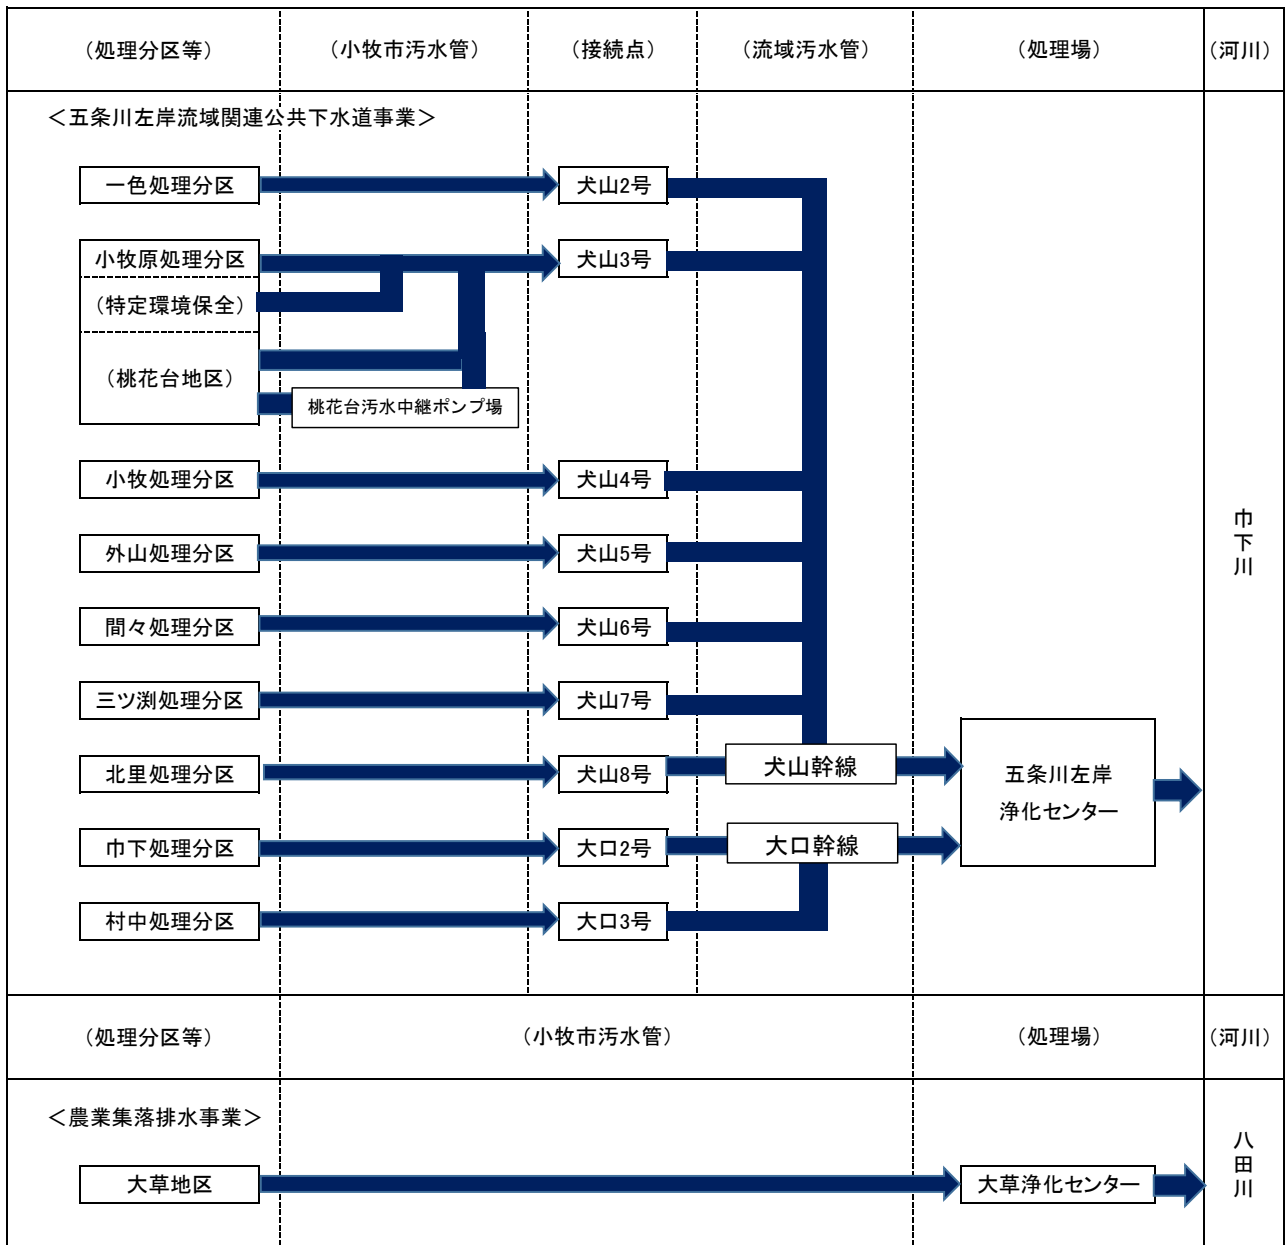 （処理分区等）
（小牧市汚水管）
（接続点）
（流域汚水管）
（処理場）
（河川）
＜五条川左岸流域関連公共下水道事業＞
一色処理分区
犬山2号
小牧原処理分区
犬山3号
（特定環境保全）
（桃花台地区）
桃花台汚水中継ポンプ場
小牧処理分区
犬山4号
外山処理分区
犬山5号
間々処理分区
犬山6号
三ツ渕処理分区
犬山7号
北里処理分区
犬山8号
犬山幹線
五条川左岸
浄化センター
巾下処理分区
大口2号
大口幹線
村中処理分区
大口3号
巾下川
（処理分区等）
（小牧市汚水管）
（処理場）
（河川）
＜農業集落排水事業＞
大草地区
大草浄化センター
八田川